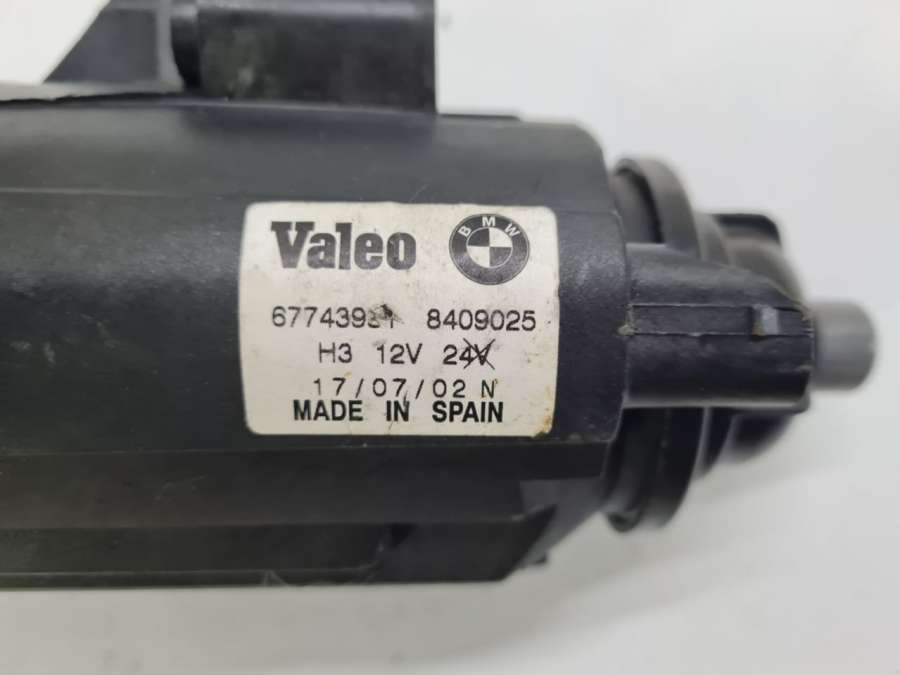 Valeo BMW
8409025
H3 12V 24V
17/07/02 N
MADE IN SPAIN